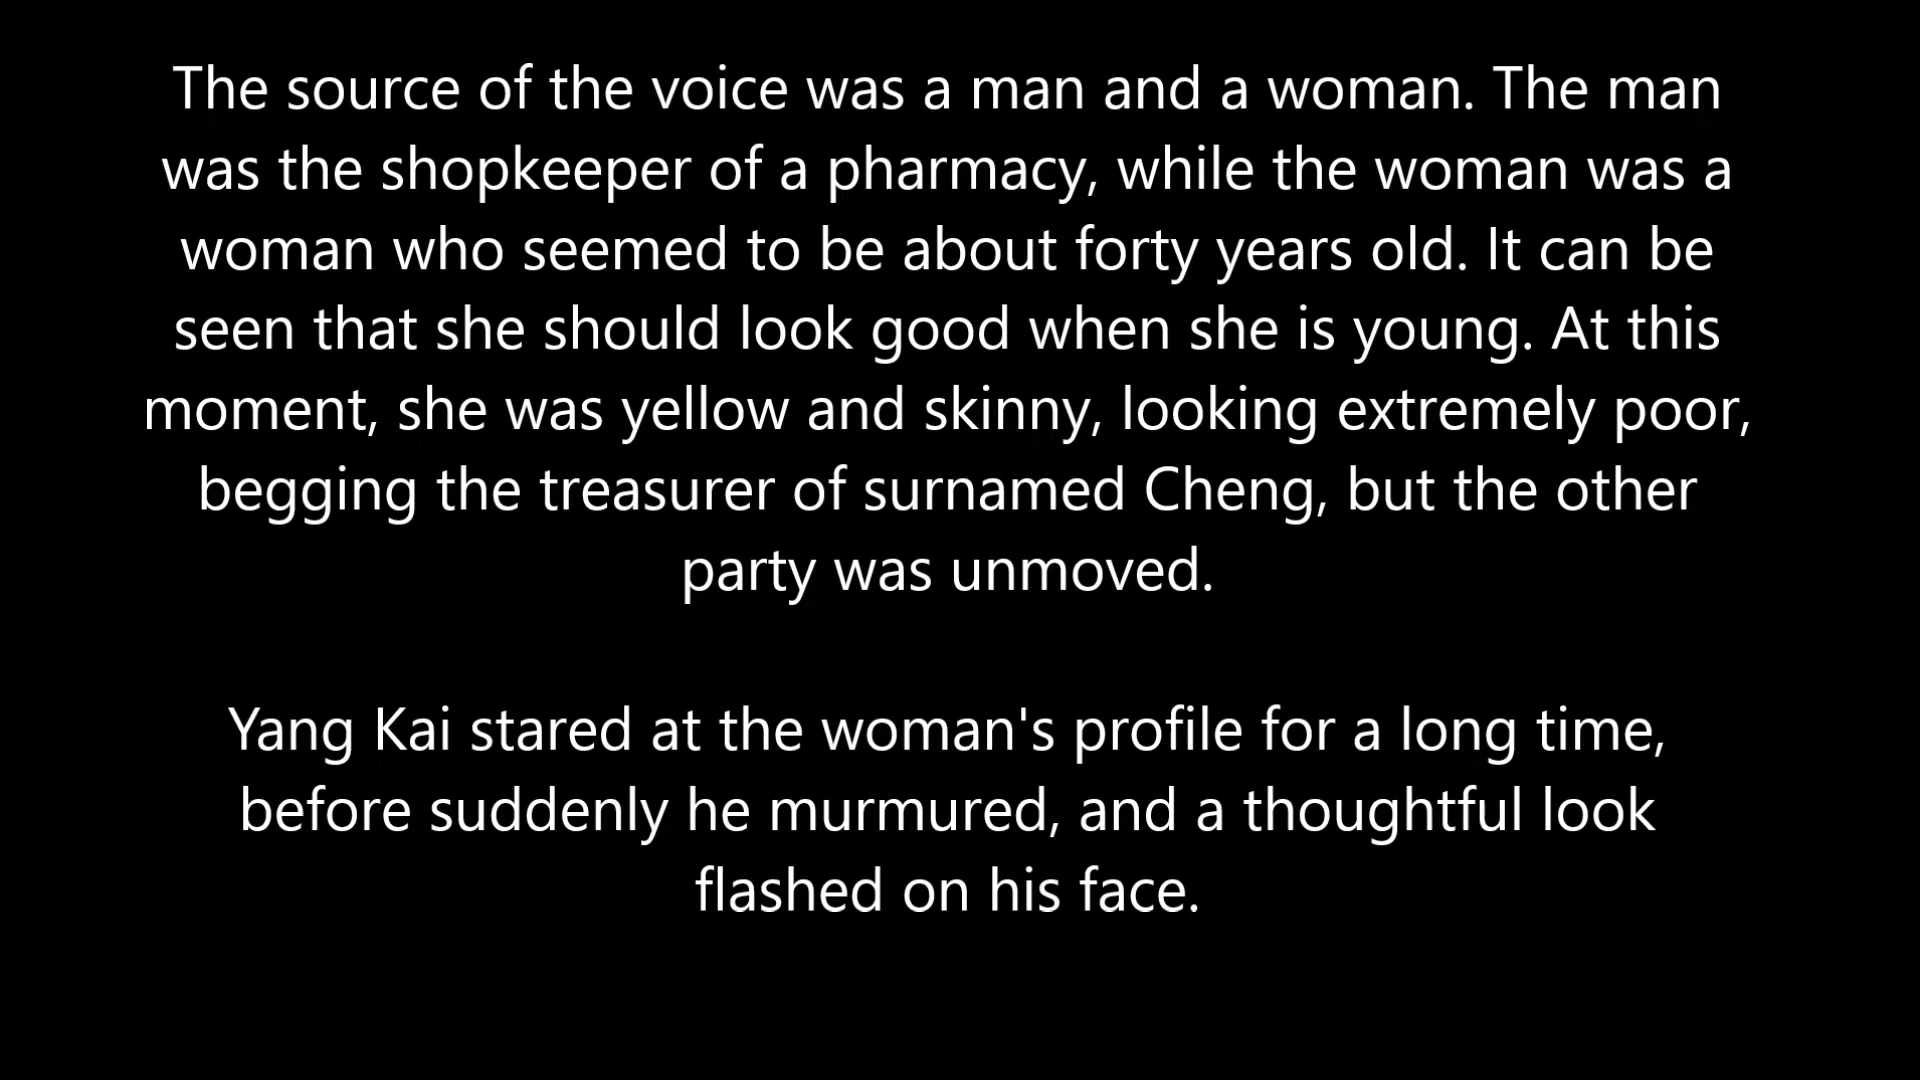 The source of the voice was a man and a woman. The man
was the shopkeeper of a pharmacy, while the woman was a
woman who seemed to be about forty years old. It can be
seen that she should look good when she is young. At this
moment, she was yellow and skinny, looking extremely poor,
begging the treasurer of surnamed Cheng, but the other
party was unmoved.
Yang Kai stared at the woman's profile for a long time,
before suddenly he murmured, and a thoughtful look
flashed on his face.